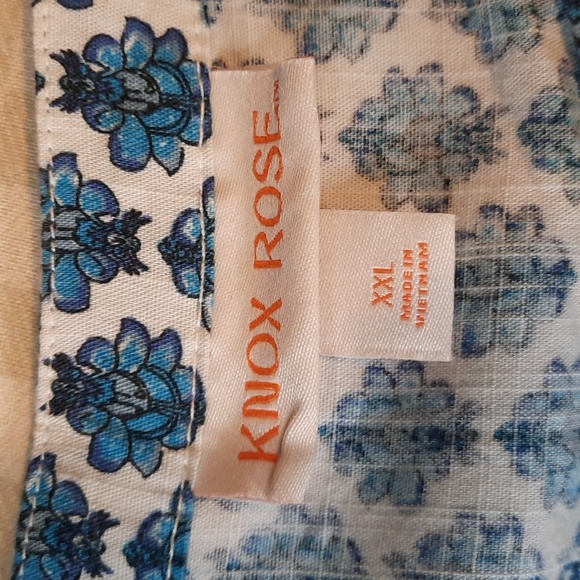 KNOX ROSE™
XXL
MADE IN
VIETNAM